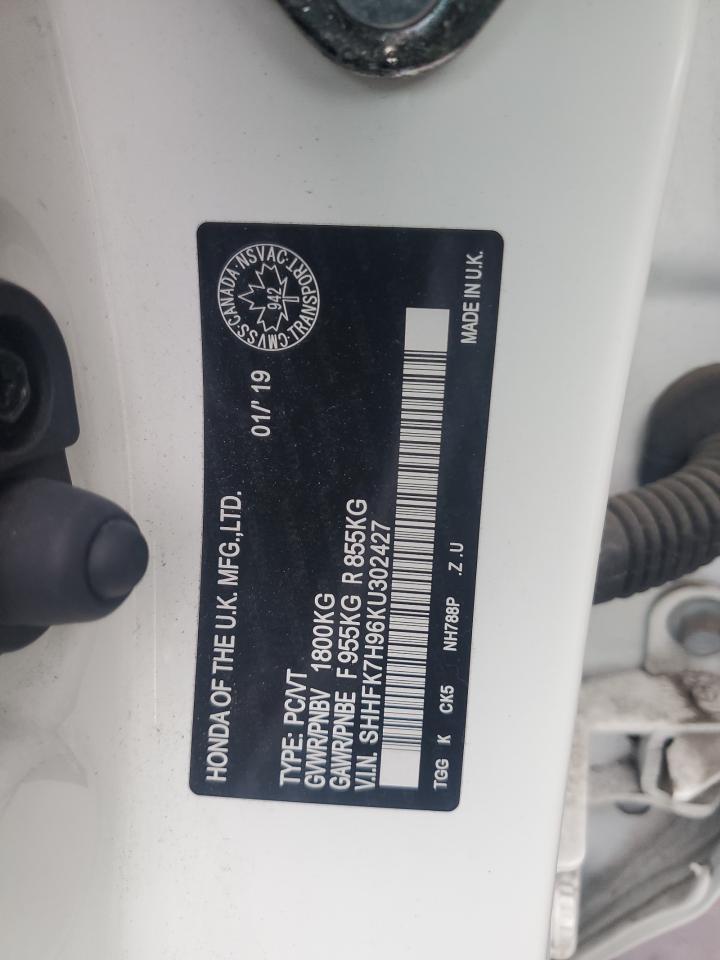 HONDA OF THE U.K. MFG.,LTD.
01/' 19
CMVSS·CANADA·NSVAC·TRANSPORT·
942
TYPE: PC/VT
GVWR/PNBV 1800KG
GAWR/PNBE F 955KG R 855KG
V.I.N. SHHFK7H96KU302427
TGG K CK5 NH788P .Z .U MADE IN U.K.